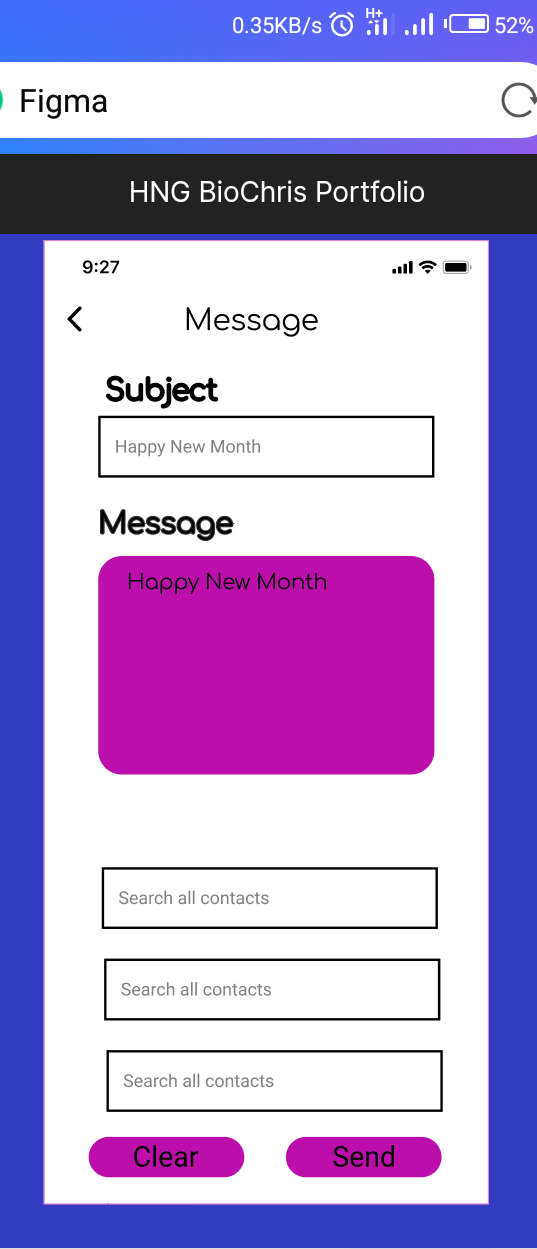 0.35KB/s H+ 52%
Figma
HNG BioChris Portfolio
9:27
Message
Subject
Happy New Month
Message
Happy New Month
Search all contacts
Search all contacts
Search all contacts
Clear Send